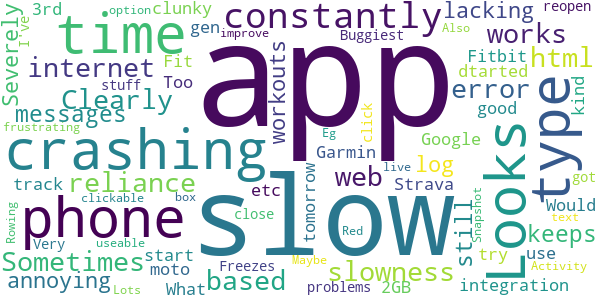 Severely
3rd
option
clunky
reopen
constantly
lacking
I've
time
gen
improve
Buggiest
Also
works
Fit
internet
stuff
Too
workouts
app
Fitbit
html
dtarted
Clearly
error
kind
messages
good
type
click
Eg
Google
crashing
Garmin
log
Looks
web
live
got
track
reliance
etc
Strava
frustrating
clickable
box
tomorrow
Snapshot
Would
phone
close
slow
still
text
Rowing
Very
useable
start
Red
keeps
Sometimes
moto
What
Freezes
Maybe
slowness
try
use
Activity
annoying
Lots
based
problems
2GB
integration